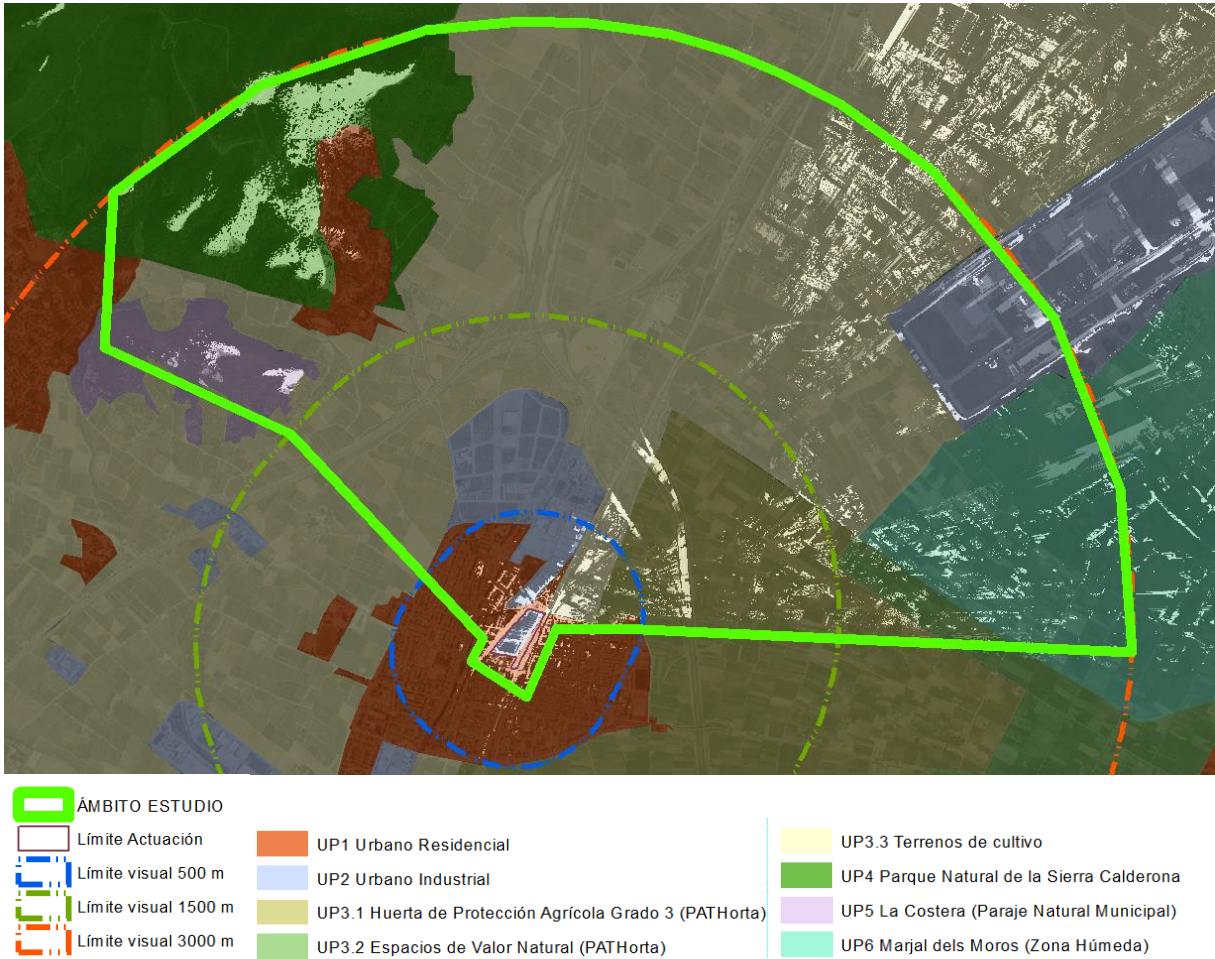 ÁMBITO ESTUDIO
Límite Actuación
Límite visual 500 m
Límite visual 1500 m
Límite visual 3000 m
UP1 Urbano Residencial
UP2 Urbano Industrial
UP3.1 Huerta de Protección Agrícola Grado 3 (PATHorta)
UP3.2 Espacios de Valor Natural (PATHorta)
UP3.3 Terrenos de cultivo
UP4 Parque Natural de la Sierra Calderona
UP5 La Costera (Paraje Natural Municipal)
UP6 Marjal dels Moros (Zona Húmeda)